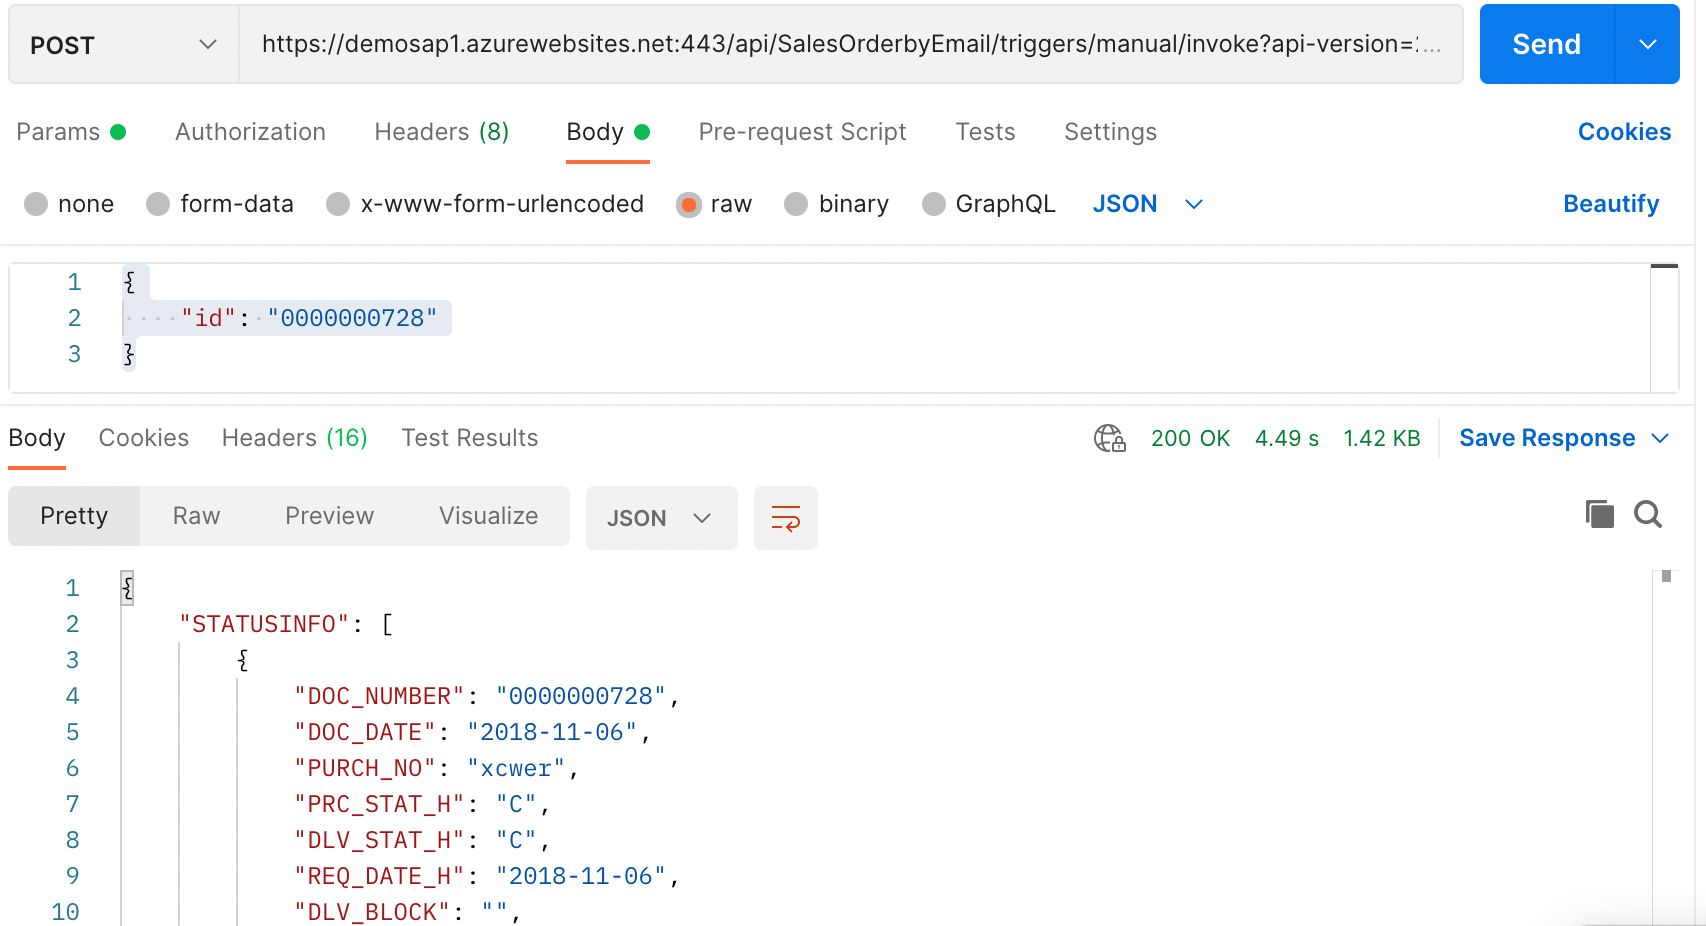 POST https://demosap1.azurewebsites.net:443/api/SalesOrderbyEmail/triggers/manual/invoke?api-version=... Send
Params Authorization Headers (8) Body Pre-request Script Tests Settings Cookies
none form-data x-www-form-urlencoded raw binary GraphQL JSON Beautify
1 {
2 "id": "0000000728"
3 }
Body Cookies Headers (16) Test Results 200 OK 4.49 s 1.42 KB Save Response
Pretty Raw Preview Visualize JSON
1 {
2 "STATUSINFO": [
3 {
4 "DOC_NUMBER": "0000000728",
5 "DOC_DATE": "2018-11-06",
6 "PURCH_NO": "xcwer",
7 "PRC_STAT_H": "C",
8 "DLV_STAT_H": "C",
9 "REQ_DATE_H": "2018-11-06",
10 "DLV_BLOCK": "",